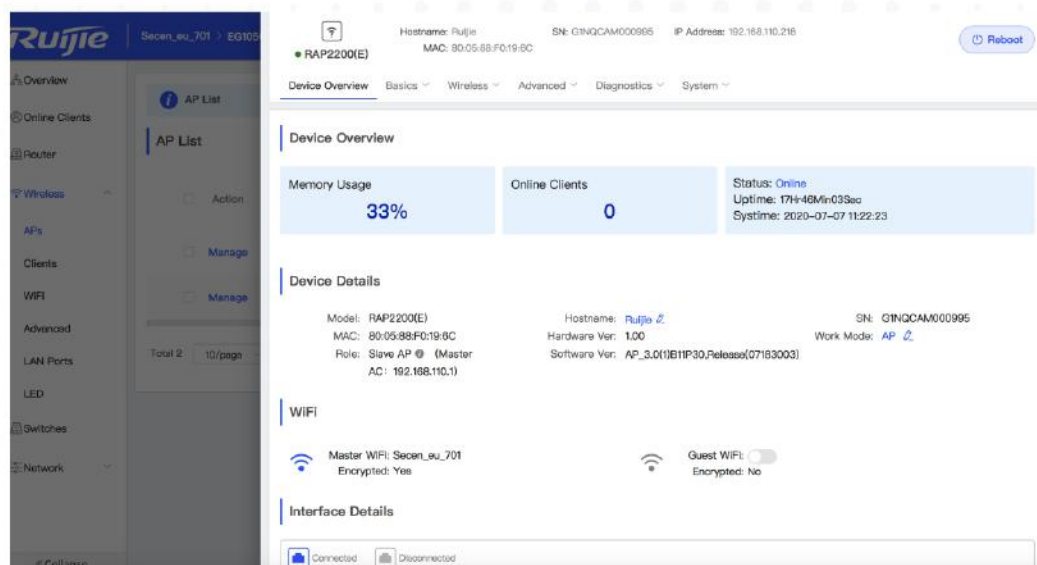 Ruijie
Secen_eu_701 > EG105
RAP2200(E)
Hostname: Ruijie
SN: G1NQCAM000995
IP Address: 192.168.110.216
MAC: 80:05:88:F0:19:6C
Reboot
Device Overview
Basics
Wireless
Advanced
Diagnostics
System
Overview
Online Clients
Router
Wireless
APs
Clients
WiFi
Advanced
LAN Ports
LED
Switches
Network
Collapse
AP List
AP List
Action
Manage
Manage
Total 2
10/page
Device Overview
Memory Usage
33%
Online Clients
0
Status: Online
Uptime: 17Hr46Min03Sec
Systime: 2020-07-07 11:22:23
Device Details
Model: RAP2200(E)
Hostname: Ruijie
SN: G1NQCAM000995
MAC: 80:05:88:F0:19:6C
Hardware Ver: 1.00
Work Mode: AP
Role: Slave AP (Master
AC: 192.168.110.1)
Software Ver: AP_3.0(1)B11P30,Release(07183003)
WiFi
Master WiFi: Secen_eu_701
Encrypted: Yes
Guest WiFi:
Encrypted: No
Interface Details
Connected
Disconnected